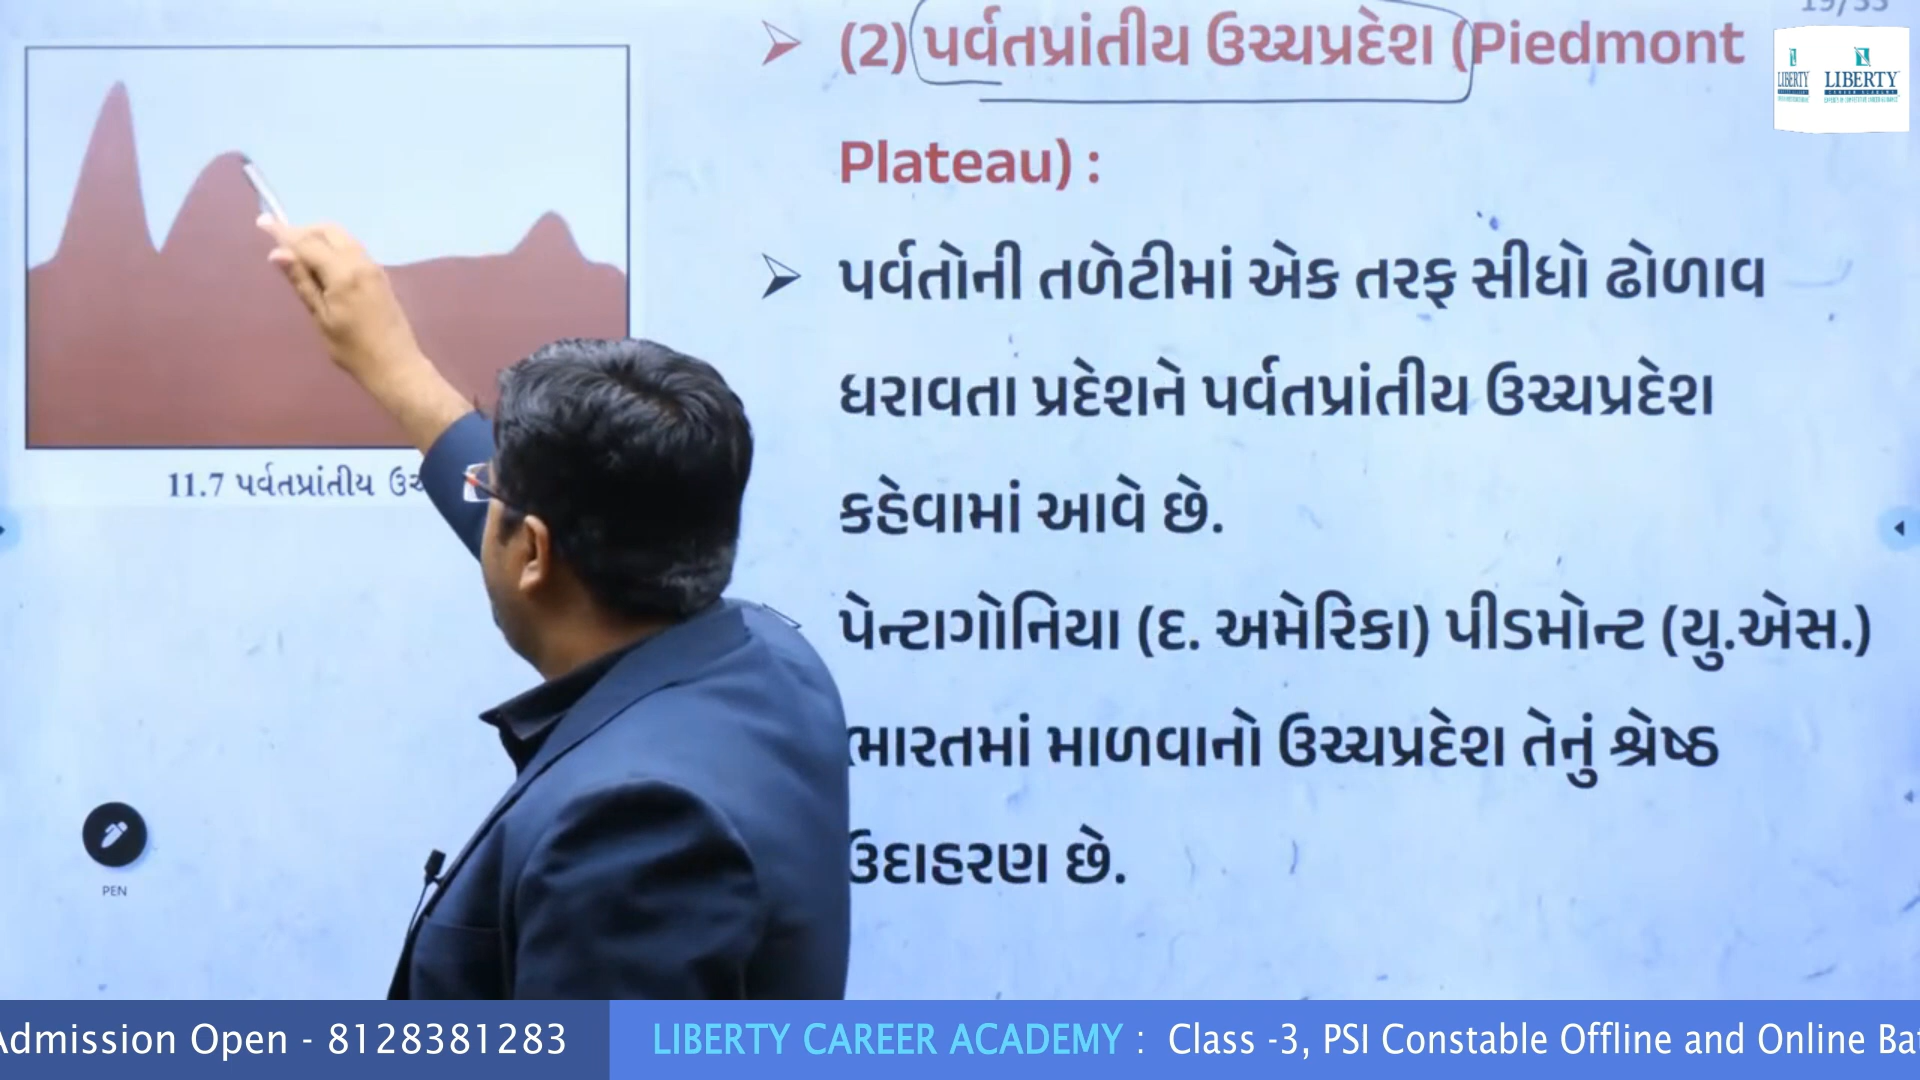 19/33
(2) પર્વતપ્રાંતીય ઉચ્ચપ્રદેશ (Piedmont
Plateau) :
પર્વતોની તળેટીમાં એક તરફ સીધો ઢોળાવ
ધરાવતા પ્રદેશને પર્વતપ્રાંતીય ઉચ્ચપ્રદેશ
કહેવામાં આવે છે.
પેન્ટાગોનિયા (દ. અમેરિકા) પીડમોન્ટ (યુ.એસ.)
ભારતમાં માળવાનો ઉચ્ચપ્રદેશ તેનું શ્રેષ્ઠ
ઉદાહરણ છે.
11.7 પર્વતપ્રાંતીય
PEN
LIBERTY
LIBERTY
CAREER ACADEMY
Admission Open - 8128381283
LIBERTY CAREER ACADEMY : Class -3, PSI Constable Offline and Online